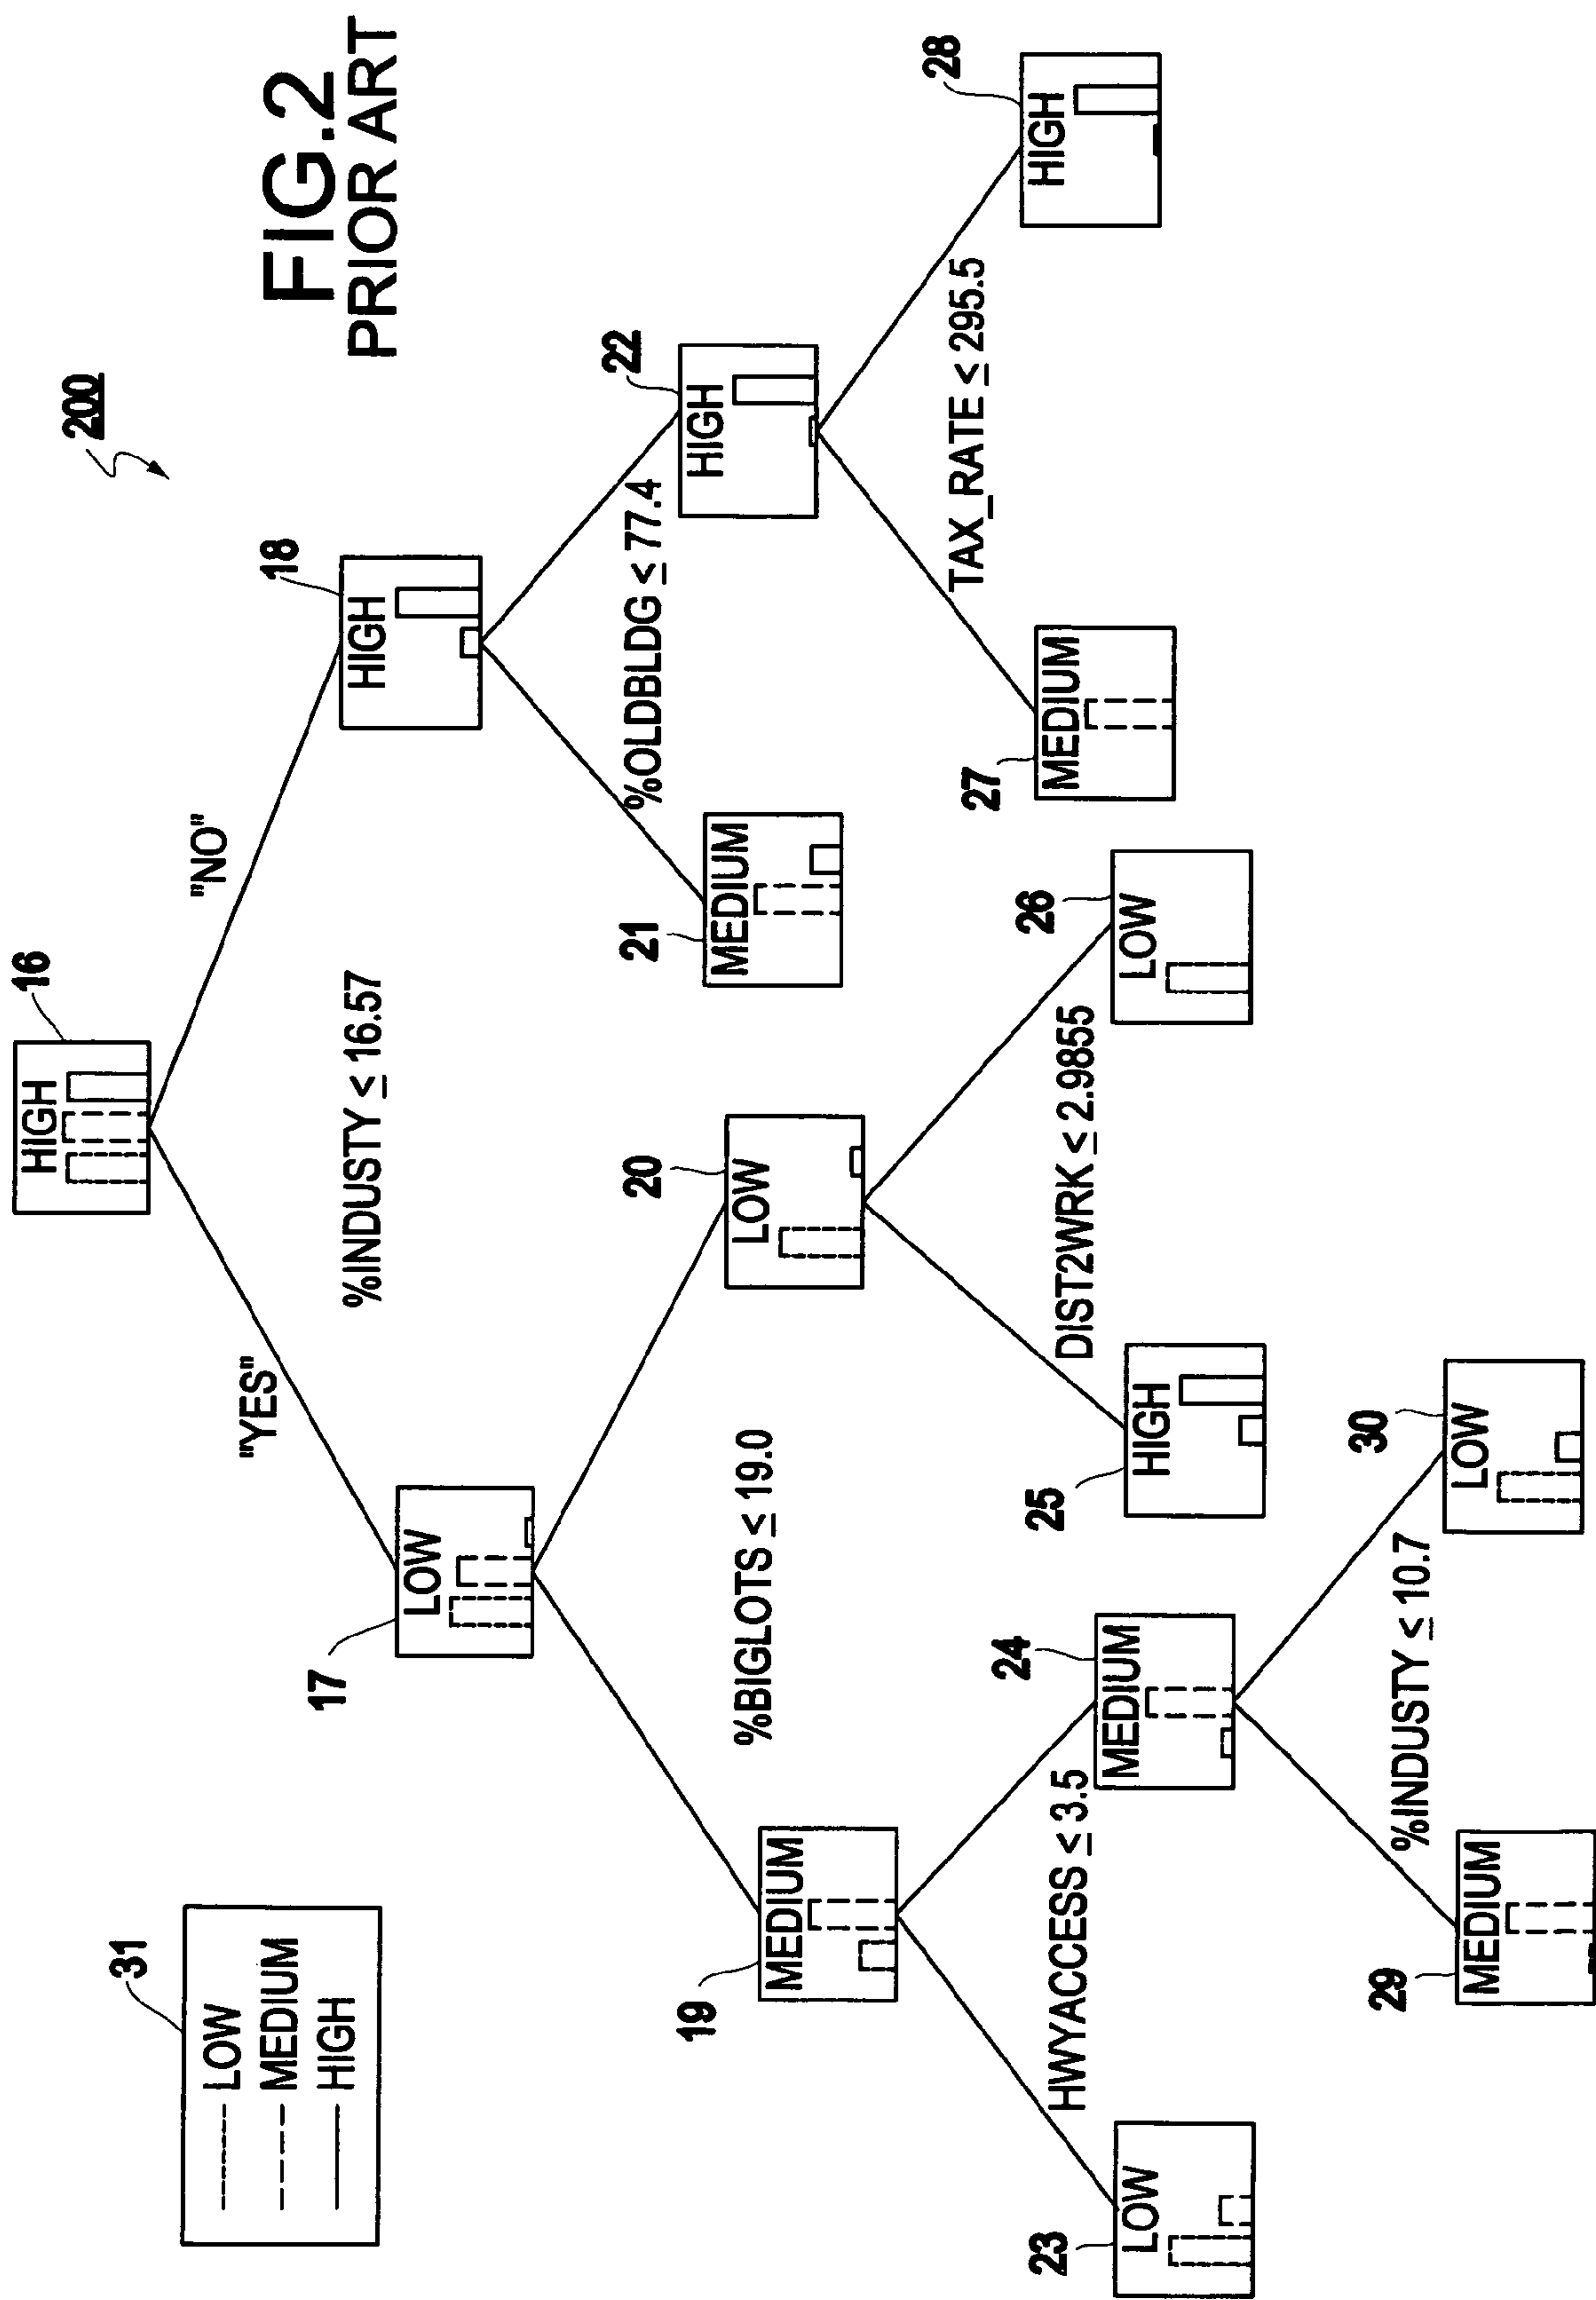 FIG.2
PRIOR ART
200
31
LOW
MEDIUM
HIGH
16
HIGH
"YES"
"NO"
%INDUSTY ≤ 16.57
17
LOW
18
HIGH
%BIGLOTS ≤ 19.0
%OLDBLDG ≤ 77.4
19
MEDIUM
20
LOW
21
MEDIUM
22
HIGH
HWYACCESS ≤ 3.5
DIST2WRK ≤ 2.9855
TAX_RATE ≤ 295.5
23
LOW
24
MEDIUM
25
HIGH
26
LOW
27
MEDIUM
28
HIGH
%INDUSTY ≤ 10.7
29
MEDIUM
30
LOW